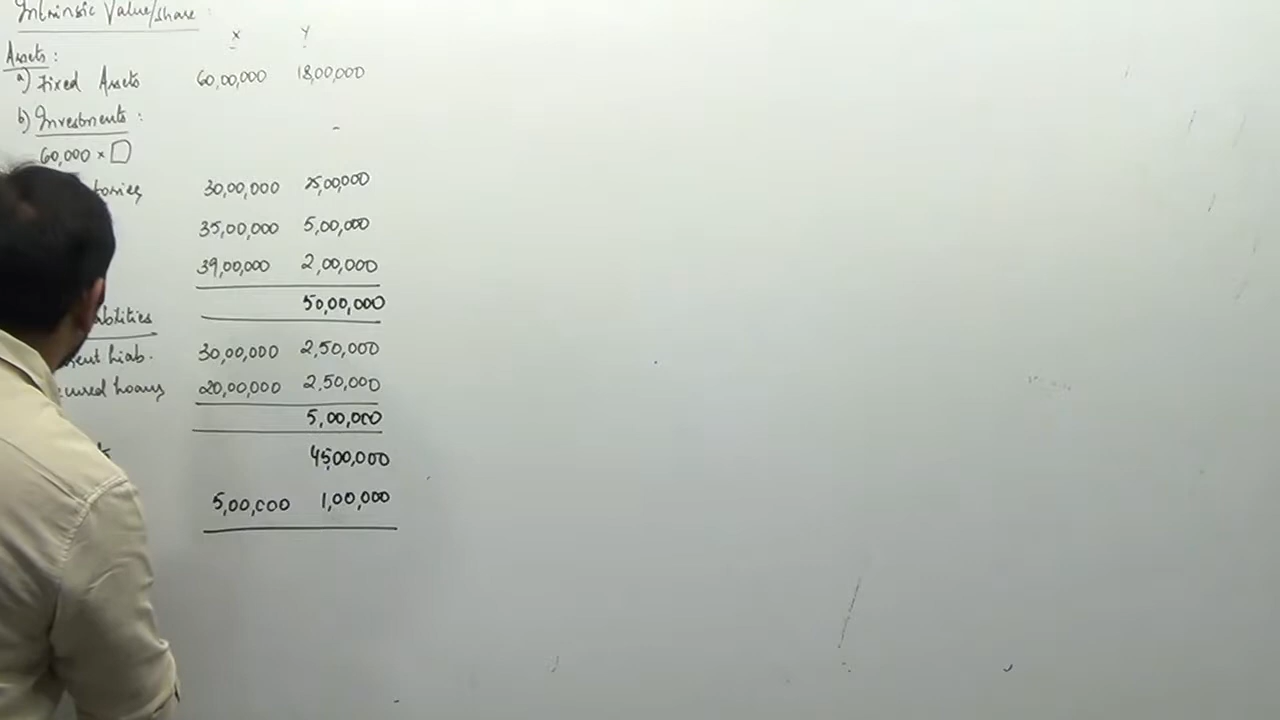 Intrinsic Value/share
X Y
Assets :
a) Fixed Assets 60,00,000 18,00,000
b) Investments :
-
60,000 × □
30,00,000 25,00,000
35,00,000 5,00,000
39,00,000 2,00,000
50,00,000
30,00,000 2,50,000
20,00,000 2,50,000
5,00,000
45,00,000
5,00,000 1,00,000